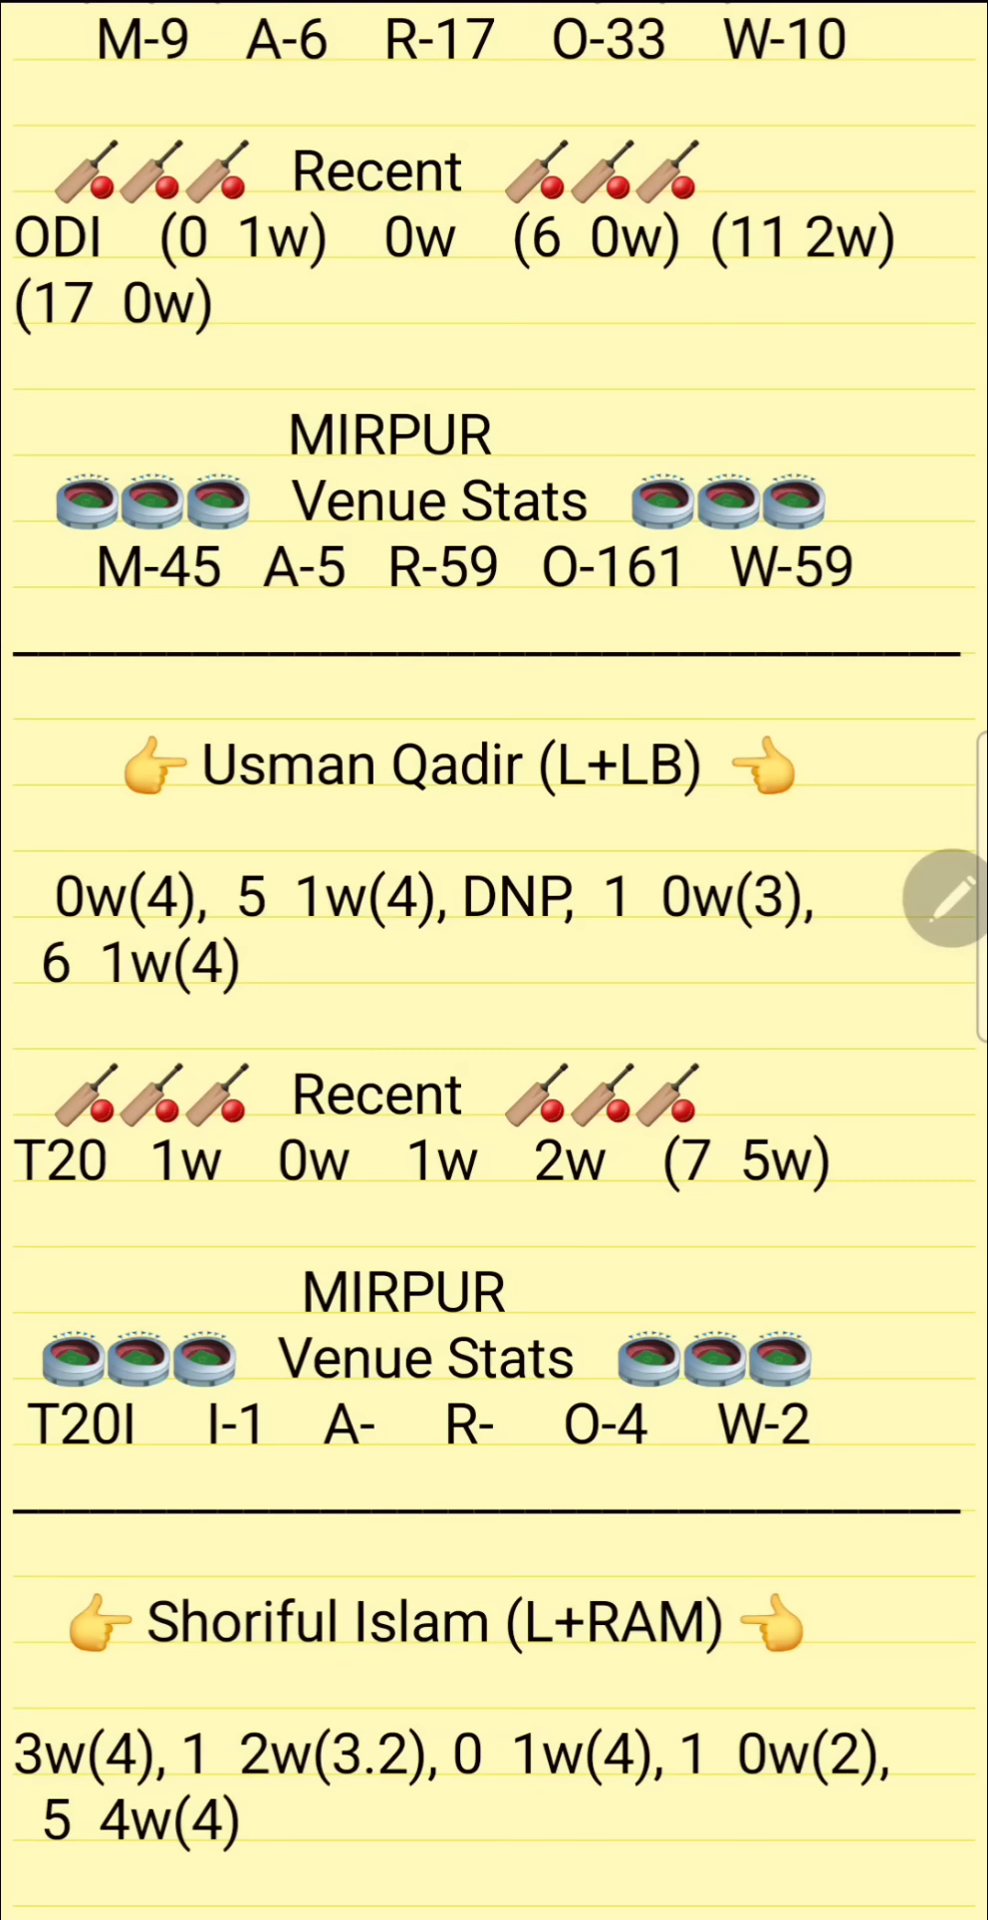 M-9 A-6 R-17 O-33 W-10
Recent
ODI (0 1w) 0w (6 0w) (11 2w)
(17 0w)
MIRPUR
Venue Stats
M-45 A-5 R-59 O-161 W-59
Usman Qadir (L+LB)
0w(4), 5 1w(4), DNP, 1 0w(3),
6 1w(4)
Recent
T20 1w 0w 1w 2w (7 5w)
MIRPUR
Venue Stats
T20I I-1 A- R- O-4 W-2
Shoriful Islam (L+RAM)
3w(4), 1 2w(3.2), 0 1w(4), 1 0w(2),
5 4w(4)